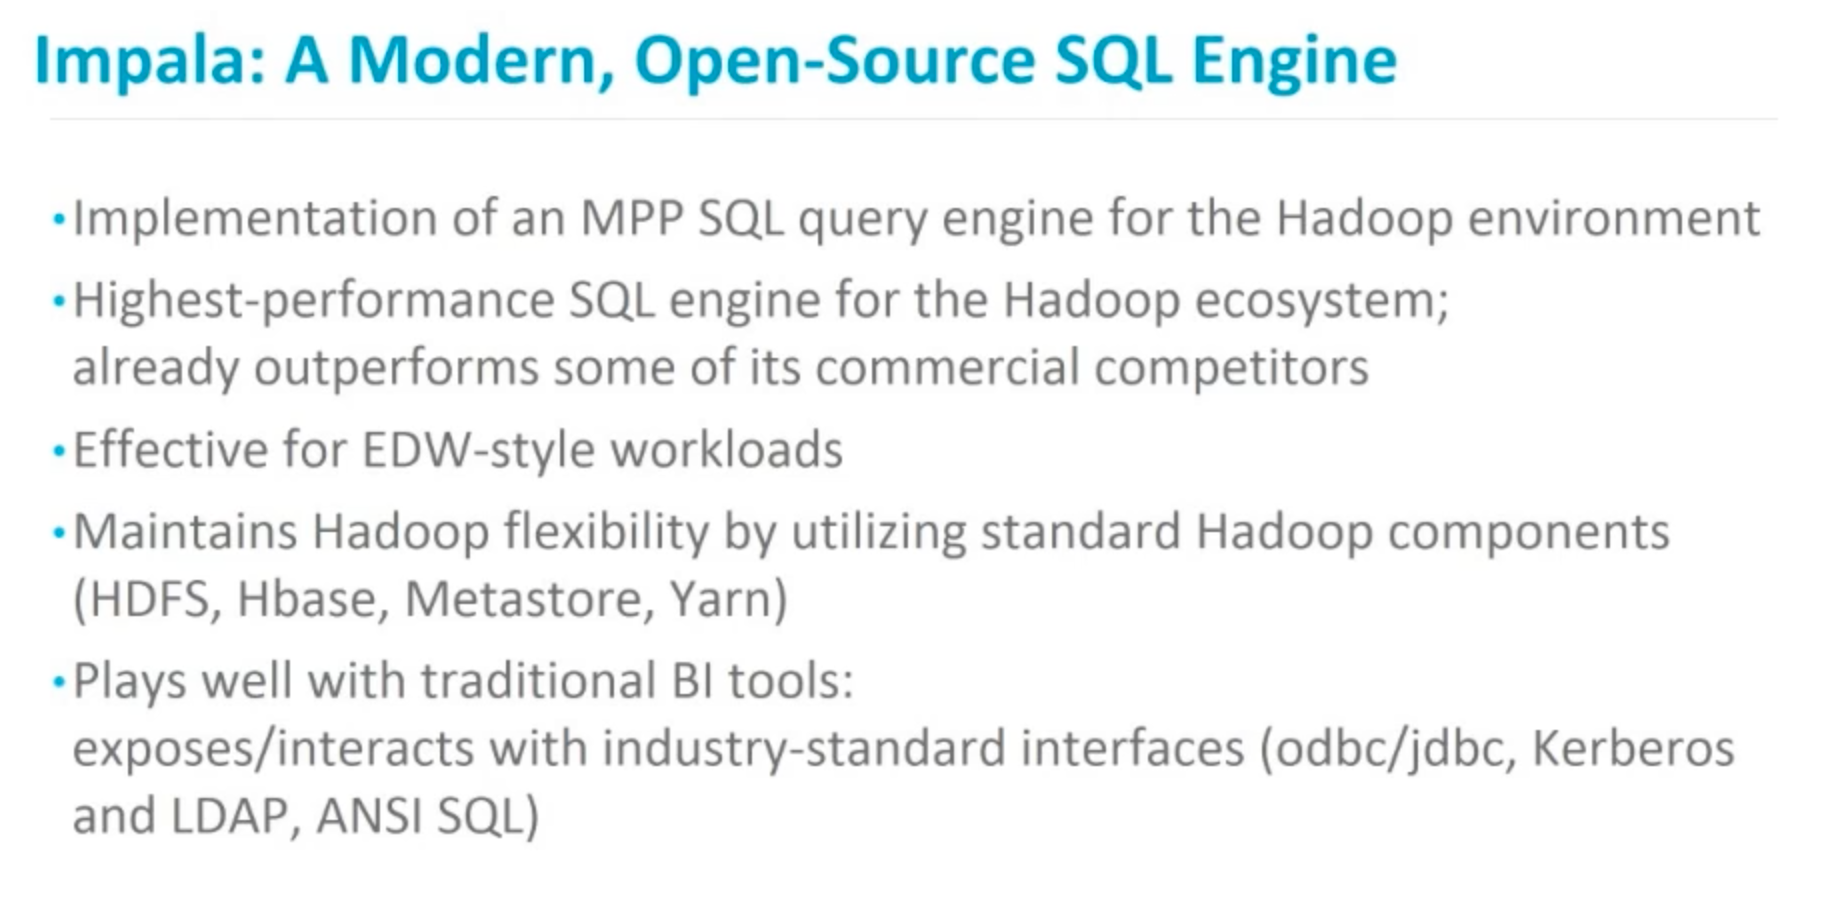 Impala: A Modern, Open-Source SQL Engine
•Implementation of an MPP SQL query engine for the Hadoop environment
•Highest-performance SQL engine for the Hadoop ecosystem;
already outperforms some of its commercial competitors
•Effective for EDW-style workloads
•Maintains Hadoop flexibility by utilizing standard Hadoop components
(HDFS, Hbase, Metastore, Yarn)
•Plays well with traditional BI tools:
exposes/interacts with industry-standard interfaces (odbc/jdbc, Kerberos
and LDAP, ANSI SQL)